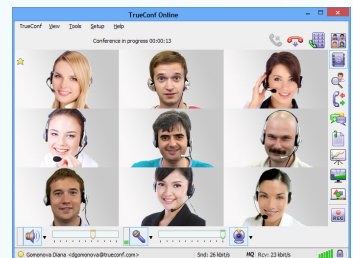 TrueConf Online
TrueConf View Tools Setup Help
Conference in progress 00:00:13
REC
Gomonova Diana <dgomonova@trueconf.com> Snd: 26 kbit/s HQ Rcv: 23 kbit/s